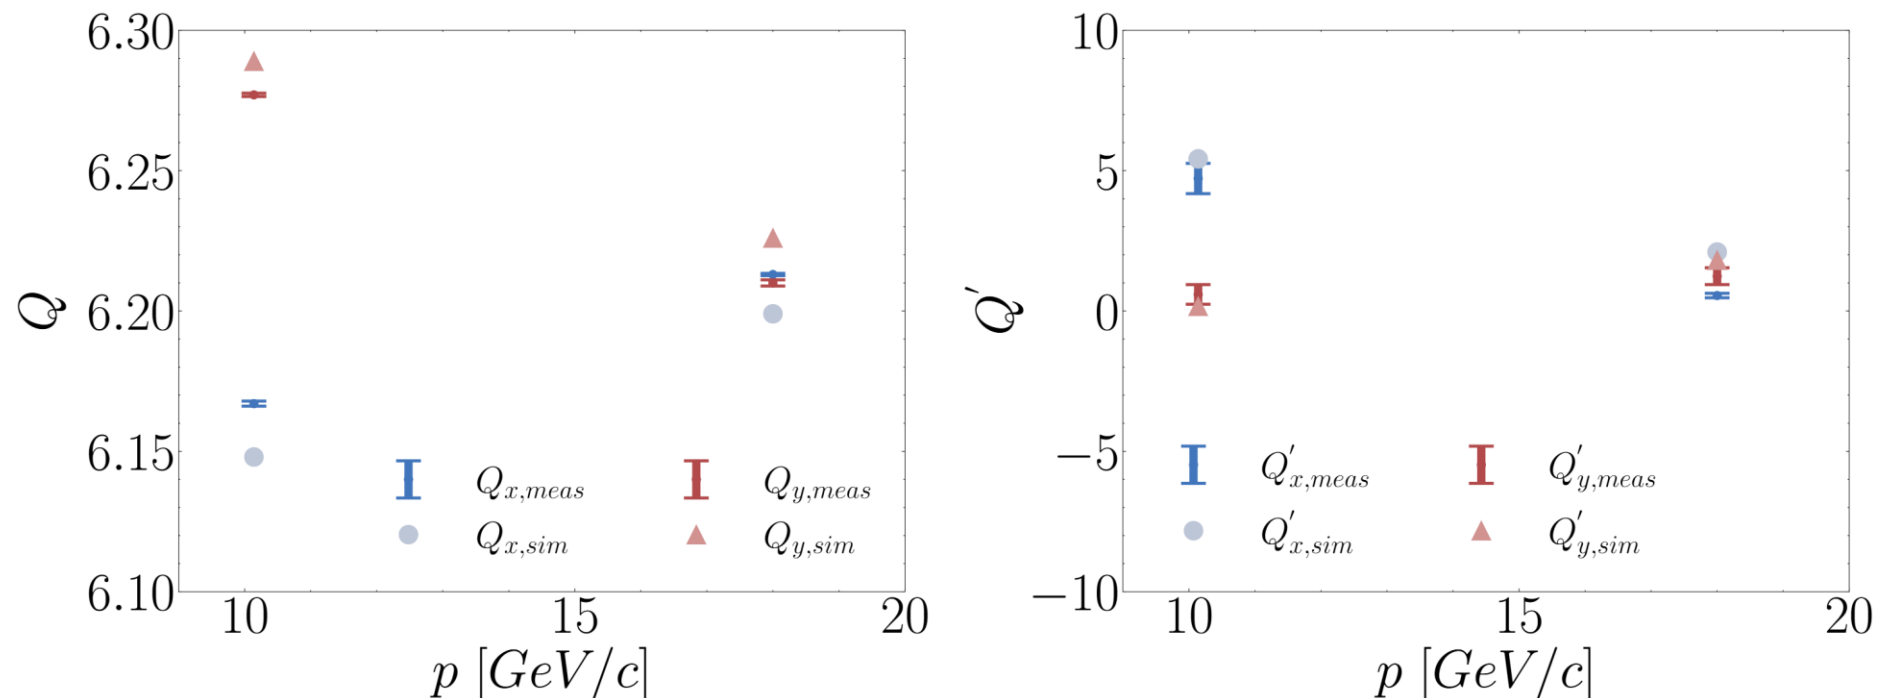 6.30
6.25
6.20
6.15
6.10
Q
10 15 20
p [GeV/c]
Q_{x,meas} Q_{y,meas}
Q_{x,sim} Q_{y,sim}
10
5
0
−5
−10
Q'
10 15 20
p [GeV/c]
Q'_{x,meas} Q'_{y,meas}
Q'_{x,sim} Q'_{y,sim}